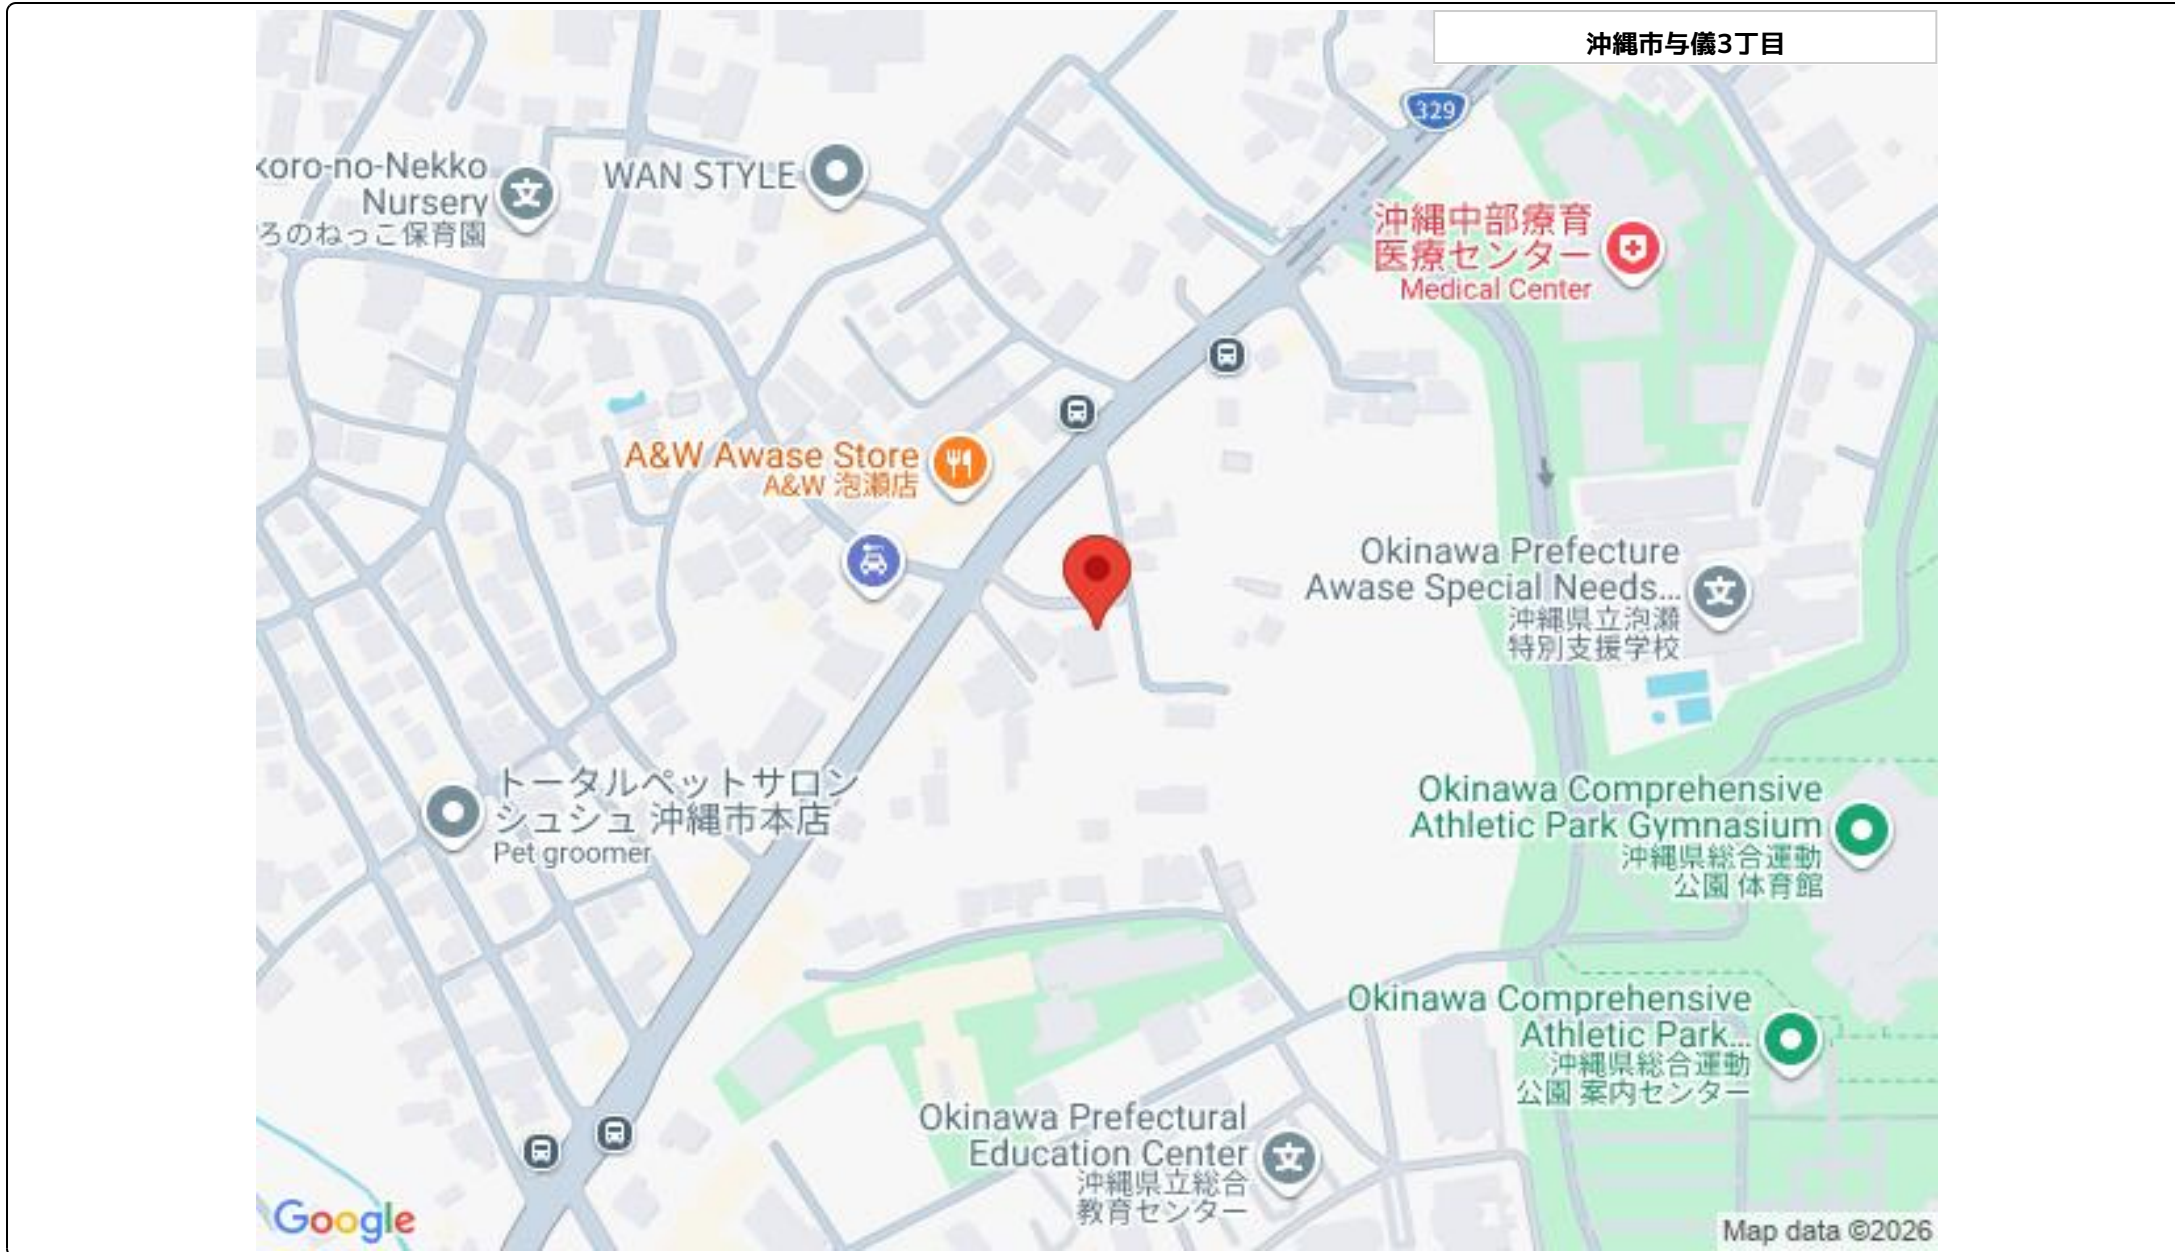 沖縄市与儀3丁目
329
koro-no-Nekko
Nursery
ろのねっこ保育園
WAN STYLE
沖縄中部療育
医療センター
Medical Center
A&W Awase Store
A&W 泡瀬店
Okinawa Prefecture
Awase Special Needs...
沖縄県立泡瀬
特別支援学校
トータルペットサロン
シュシュ 沖縄市本店
Pet groomer
Okinawa Comprehensive
Athletic Park Gymnasium
沖縄県総合運動
公園 体育館
Okinawa Comprehensive
Athletic Park...
沖縄県総合運動
公園 案内センター
Okinawa Prefectural
Education Center
沖縄県立総合
教育センター
Google
Map data ©2026